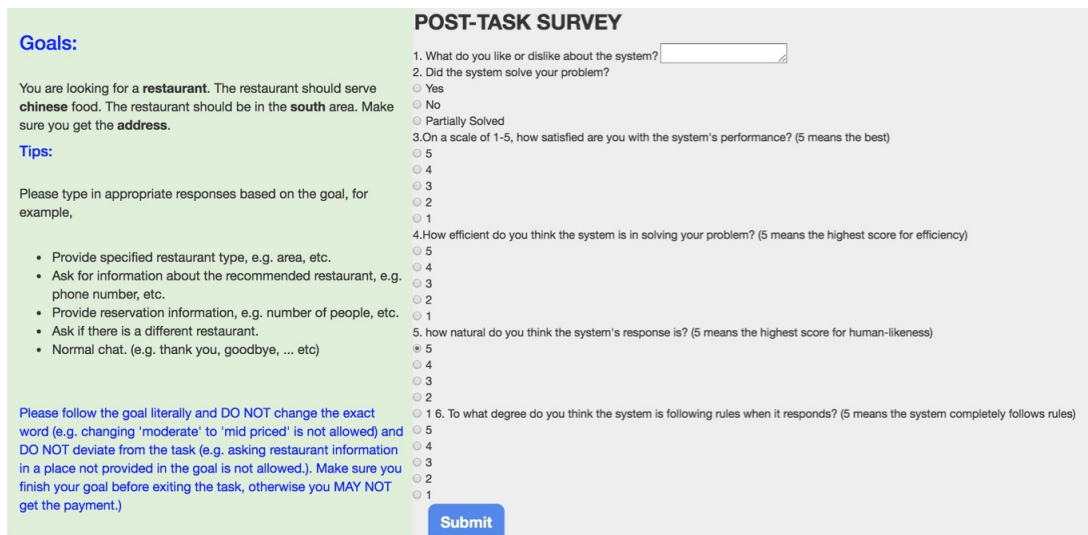 Goals:
You are looking for a restaurant. The restaurant should serve
chinese food. The restaurant should be in the south area. Make
sure you get the address.
Tips:
Please type in appropriate responses based on the goal, for
example,
• Provide specified restaurant type, e.g. area, etc.
• Ask for information about the recommended restaurant, e.g.
phone number, etc.
• Provide reservation information, e.g. number of people, etc.
• Ask if there is a different restaurant.
• Normal chat. (e.g. thank you, goodbye, ... etc)
Please follow the goal literally and DO NOT change the exact
word (e.g. changing 'moderate' to 'mid priced' is not allowed) and
DO NOT deviate from the task (e.g. asking restaurant information
in a place not provided in the goal is not allowed.). Make sure you
finish your goal before exiting the task, otherwise you MAY NOT
get the payment.)
POST-TASK SURVEY
1. What do you like or dislike about the system?
2. Did the system solve your problem?
Yes
No
Partially Solved
3.On a scale of 1-5, how satisfied are you with the system's performance? (5 means the best)
5
4
3
2
1
4.How efficient do you think the system is in solving your problem? (5 means the highest score for efficiency)
5
4
3
2
1
5. how natural do you think the system's response is? (5 means the highest score for human-likeness)
5
4
3
2
1 6. To what degree do you think the system is following rules when it responds? (5 means the system completely follows rules)
5
4
3
2
1
Submit